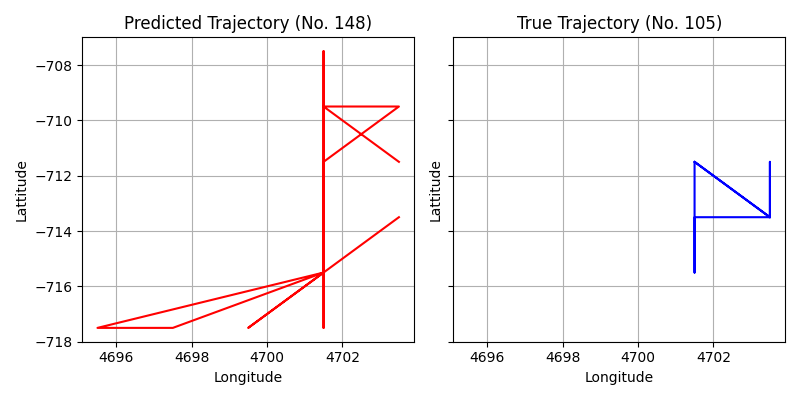 Predicted Trajectory (No. 148)
True Trajectory (No. 105)
Lattitude
−708
−710
−712
−714
−716
−718
4696
4698
4700
4702
Longitude
Lattitude
4696
4698
4700
4702
Longitude